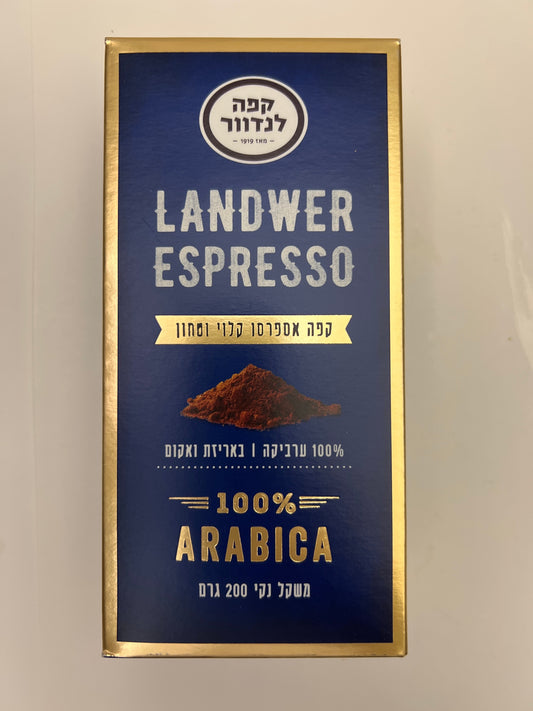 קפה
לנדוור
– מאז 1919 –
LANDWER
ESPRESSO
קפה אספרסו קלוי וטחון
100% ערביקה | באריזת ואקום
100%
ARABICA
משקל נקי 200 גרם